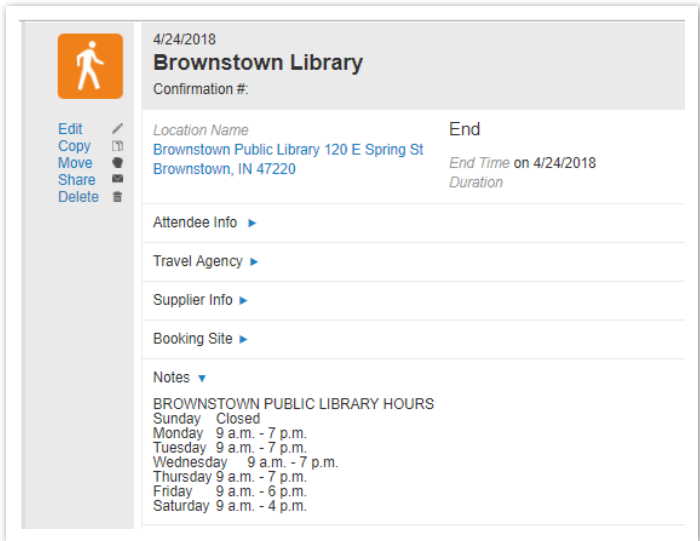 4/24/2018
Brownstown Library
Confirmation #:
Edit
Copy
Move
Share
Delete
Location Name
Brownstown Public Library 120 E Spring St
Brownstown, IN 47220
End
End Time on 4/24/2018
Duration
Attendee Info
Travel Agency
Supplier Info
Booking Site
Notes
BROWNSTOWN PUBLIC LIBRARY HOURS
Sunday Closed
Monday 9 a.m. - 7 p.m.
Tuesday 9 a.m. - 7 p.m.
Wednesday 9 a.m. - 7 p.m.
Thursday 9 a.m. - 7 p.m.
Friday 9 a.m. - 6 p.m.
Saturday 9 a.m. - 4 p.m.